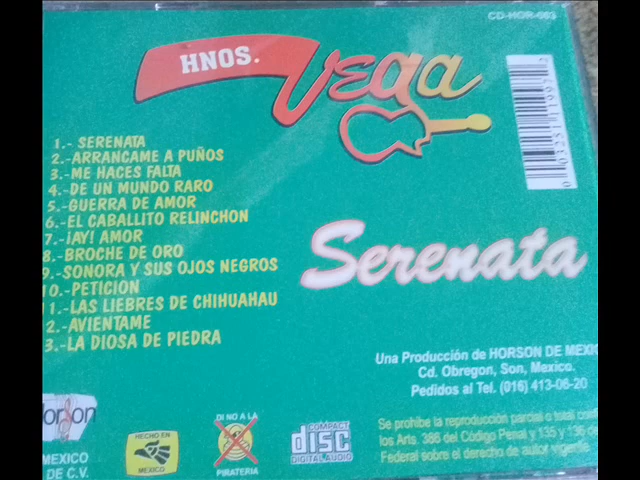 CD-HOR-083
HNOS. Vega
1.- SERENATA
2.-ARRANCAME A PUÑOS
3.-ME HACES FALTA
4.-DE UN MUNDO RARO
5.-GUERRA DE AMOR
6.-EL CABALLITO RELINCHON
7.-¡AY! AMOR
8.-BROCHE DE ORO
9.-SONORA Y SUS OJOS NEGROS
10.-PETICION
1.-LAS LIEBRES DE CHIHUAHAU
2.-AVIENTAME
3.-LA DIOSA DE PIEDRA
Serenata
Una Producción de HORSON DE MEXIC
Cd. Obregon, Son, Mexico.
Pedidos al Tel. (016) 413-06-20
Horson
MEXICO
DE C.V.
HECHO EN
MEXICO
DI NO A LA
PIRATERIA
COMPACT
disc
DIGITAL AUDIO
Se prohibe la reproducción parcial o total
los Arts. 386 del Código Penal y 135 y 136
Federal sobre el derecho de autor vigente